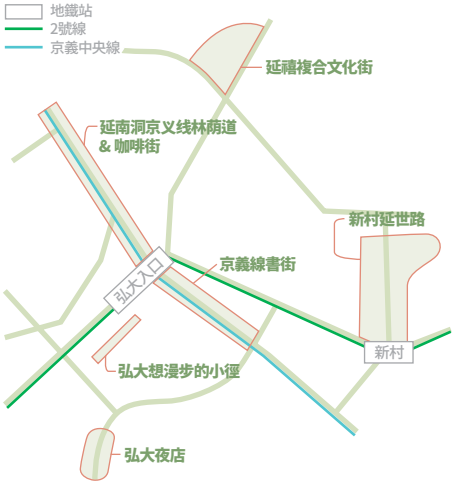 地鐵站
2號線
京義中央線
延禧複合文化街
延南洞京义线林荫道
& 咖啡街
新村延世路
京義線書街
弘大入口
新村
弘大想漫步的小徑
弘大夜店